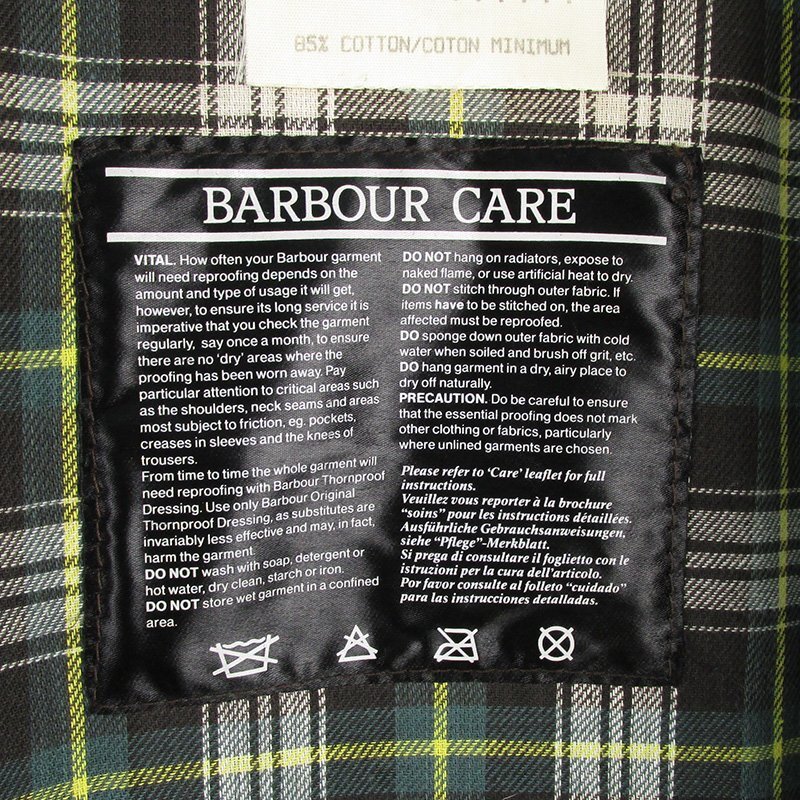 85% COTTON/COTON MINIMUM
BARBOUR CARE
VITAL. How often your Barbour garment
will need reproofing depends on the
amount and type of usage it will get,
however, to ensure its long service it is
imperative that you check the garment
regularly, say once a month, to ensure
there are no ‘dry’ areas where the
proofing has been worn away. Pay
particular attention to critical areas such
as the shoulders, neck seams and areas
most subject to friction, eg. pockets,
creases in sleeves and the knees of
trousers.
From time to time the whole garment will
need reproofing with Barbour Thornproof
Dressing. Use only Barbour Original
Thornproof Dressing, as substitutes are
invariably less effective and may, in fact,
harm the garment.
DO NOT wash with soap, detergent or
hot water, dry clean, starch or iron.
DO NOT store wet garment in a confined
area.
DO NOT hang on radiators, expose to
naked flame, or use artificial heat to dry.
DO NOT stitch through outer fabric. If
items have to be stitched on, the area
affected must be reproofed.
DO sponge down outer fabric with cold
water when soiled and brush off grit, etc.
DO hang garment in a dry, airy place to
dry off naturally.
PRECAUTION. Do be careful to ensure
that the essential proofing does not mark
other clothing or fabrics, particularly
where unlined garments are chosen.
Please refer to ‘Care’ leaflet for full
instructions.
Veuillez vous reporter à la brochure
“soins” pour les instructions détaillées.
Ausführliche Gebrauchsanweisungen,
siehe “Pflege”-Merkblatt.
Si prega di consultare il foglietto con le
istruzioni per la cura dell'articolo.
Por favor consulte al folleto “cuidado”
para las instrucciones detalladas.